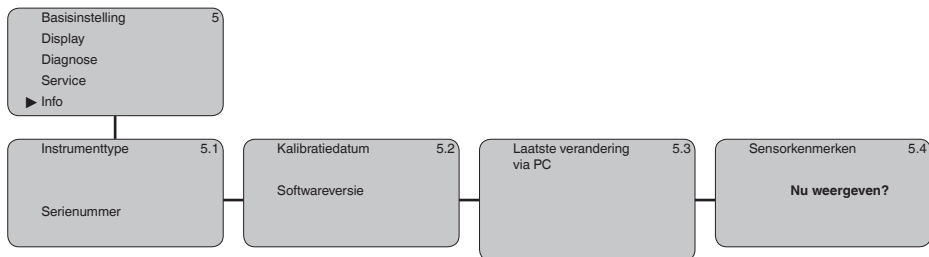 Basisinstelling 5
Display
Diagnose
Service
▶ Info
Instrumenttype 5.1
Serienummer
Kalibratiedatum 5.2
Softwareversie
Laatste verandering 5.3
via PC
Sensorkenmerken 5.4
Nu weergeven?